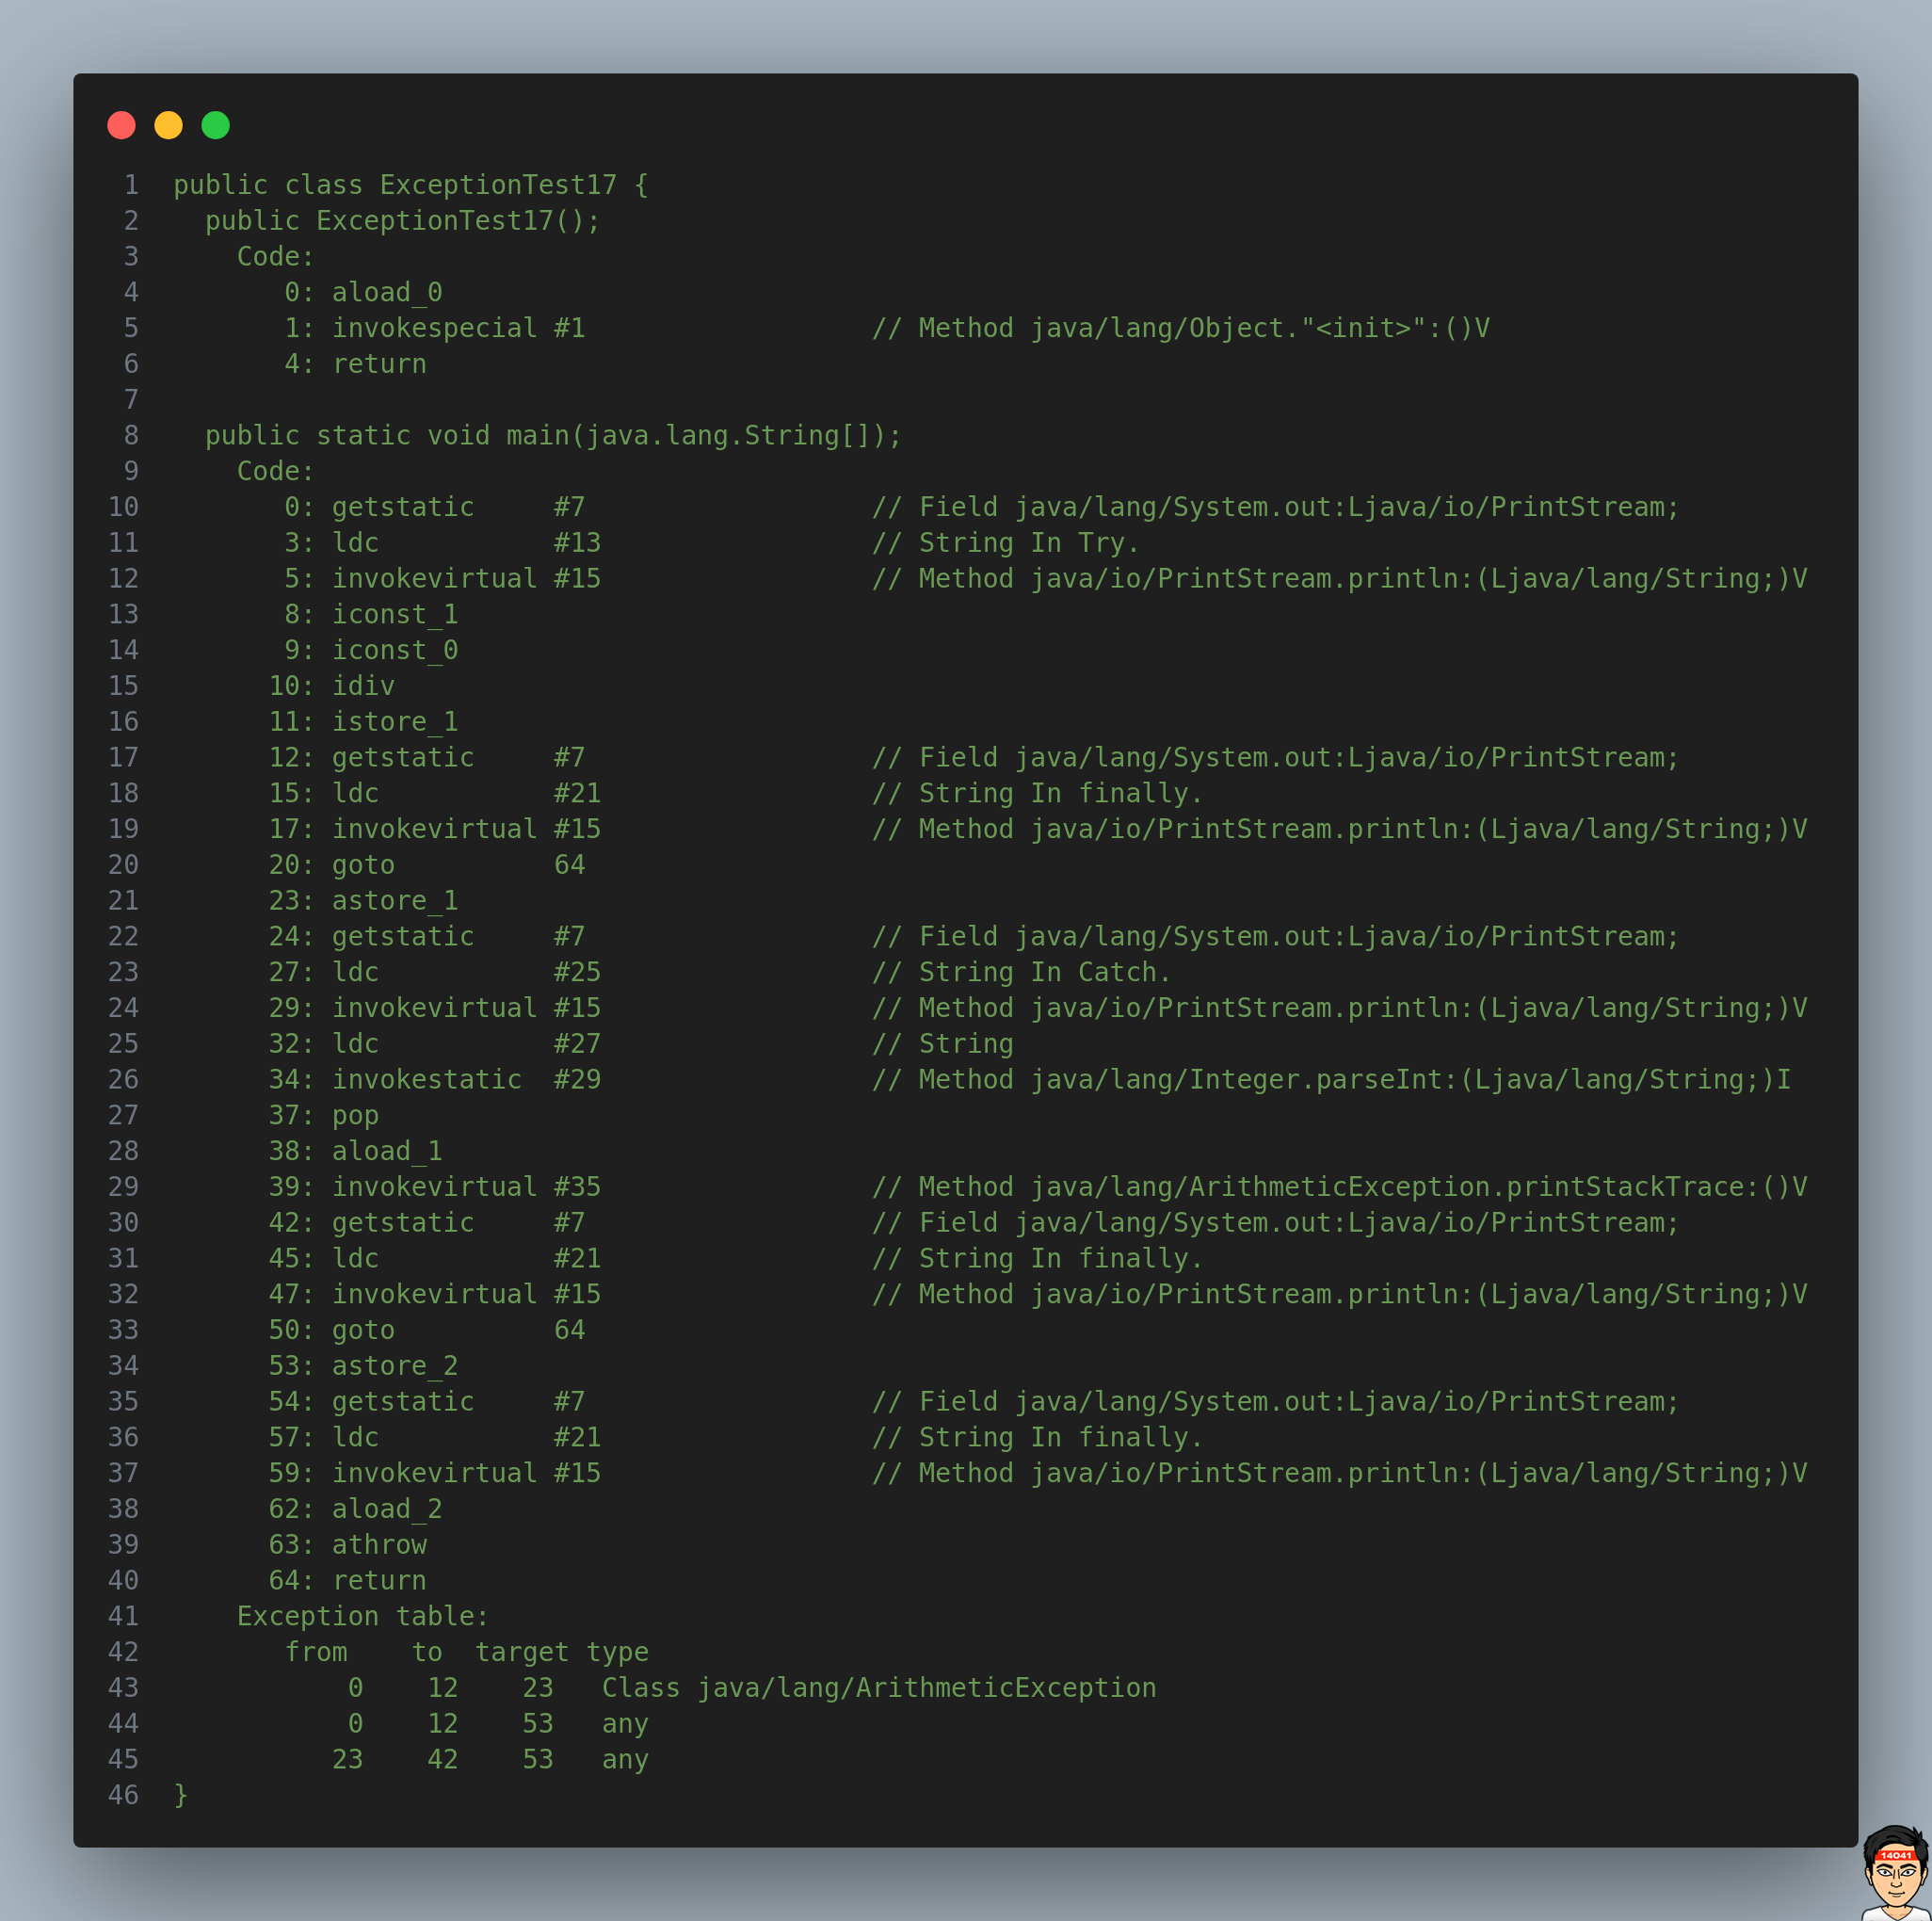 1 public class ExceptionTest17 {
2   public ExceptionTest17();
3     Code:
4        0: aload_0
5        1: invokespecial #1                  // Method java/lang/Object."<init>":()V
6        4: return
7
8   public static void main(java.lang.String[]);
9     Code:
10        0: getstatic     #7                  // Field java/lang/System.out:Ljava/io/PrintStream;
11        3: ldc           #13                 // String In Try.
12        5: invokevirtual #15                 // Method java/io/PrintStream.println:(Ljava/lang/String;)V
13        8: iconst_1
14        9: iconst_0
15       10: idiv
16       11: istore_1
17       12: getstatic     #7                  // Field java/lang/System.out:Ljava/io/PrintStream;
18       15: ldc           #21                 // String In finally.
19       17: invokevirtual #15                 // Method java/io/PrintStream.println:(Ljava/lang/String;)V
20       20: goto          64
21       23: astore_1
22       24: getstatic     #7                  // Field java/lang/System.out:Ljava/io/PrintStream;
23       27: ldc           #25                 // String In Catch.
24       29: invokevirtual #15                 // Method java/io/PrintStream.println:(Ljava/lang/String;)V
25       32: ldc           #27                 // String
26       34: invokestatic  #29                 // Method java/lang/Integer.parseInt:(Ljava/lang/String;)I
27       37: pop
28       38: aload_1
29       39: invokevirtual #35                 // Method java/lang/ArithmeticException.printStackTrace:()V
30       42: getstatic     #7                  // Field java/lang/System.out:Ljava/io/PrintStream;
31       45: ldc           #21                 // String In finally.
32       47: invokevirtual #15                 // Method java/io/PrintStream.println:(Ljava/lang/String;)V
33       50: goto          64
34       53: astore_2
35       54: getstatic     #7                  // Field java/lang/System.out:Ljava/io/PrintStream;
36       57: ldc           #21                 // String In finally.
37       59: invokevirtual #15                 // Method java/io/PrintStream.println:(Ljava/lang/String;)V
38       62: aload_2
39       63: athrow
40       64: return
41     Exception table:
42        from    to  target type
43            0    12    23   Class java/lang/ArithmeticException
44            0    12    53   any
45           23    42    53   any
46 }
14041